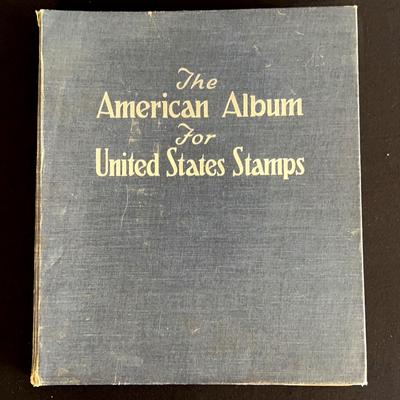 The
American Album
For
United States Stamps